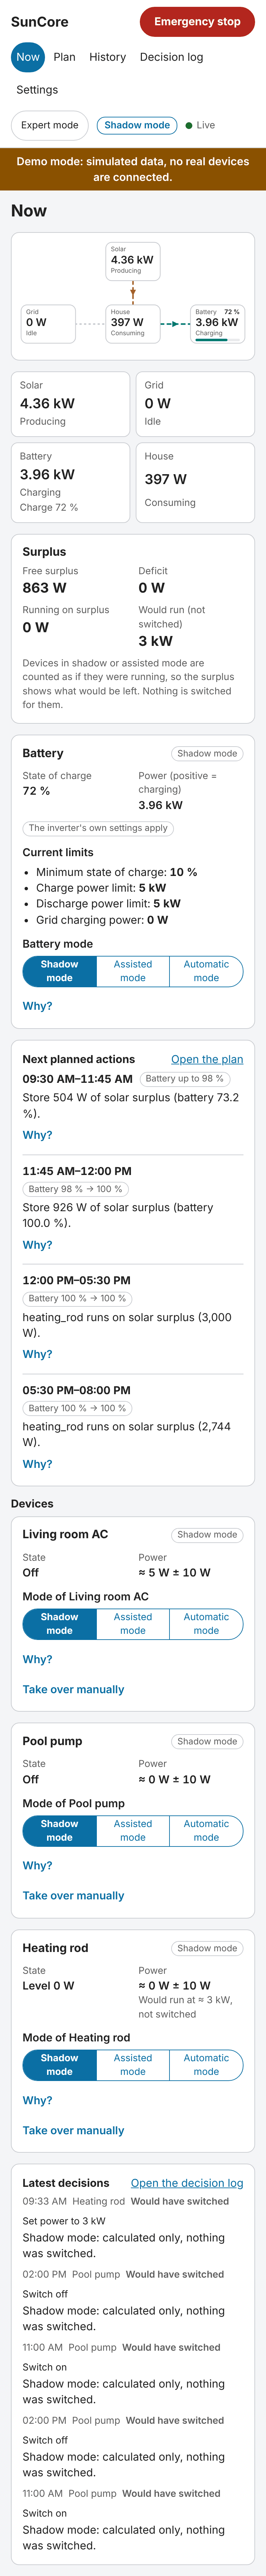 SunCore
Emergency stop
Now
Plan
History
Decision log
Settings
Expert mode
Shadow mode
Live
Demo mode: simulated data, no real devices
are connected.
Now
Solar
4.36 kW
Producing
Grid
0 W
Idle
House
397 W
Consuming
Battery 72 %
3.96 kW
Charging
Solar
4.36 kW
Producing
Grid
0 W
Idle
Battery
3.96 kW
Charging
Charge 72 %
House
397 W
Consuming
Surplus
Free surplus
863 W
Deficit
0 W
Running on surplus
0 W
Would run (not
switched)
3 kW
Devices in shadow or assisted mode are
counted as if they were running, so the surplus
shows what would be left. Nothing is switched
for them.
Battery
Shadow mode
State of charge
72 %
Power (positive =
charging)
3.96 kW
The inverter's own settings apply
Current limits
• Minimum state of charge: 10 %
• Charge power limit: 5 kW
• Discharge power limit: 5 kW
• Grid charging power: 0 W
Battery mode
Shadow
mode
Assisted
mode
Automatic
mode
Why?
Next planned actions
Open the plan
09:30 AM–11:45 AM
Battery up to 98 %
Store 504 W of solar surplus (battery 73.2
%).
Why?
11:45 AM–12:00 PM
Battery 98 % → 100 %
Store 926 W of solar surplus (battery
100.0 %).
Why?
12:00 PM–05:30 PM
Battery 100 % → 100 %
heating_rod runs on solar surplus (3,000
W).
Why?
05:30 PM–08:00 PM
Battery 100 % → 100 %
heating_rod runs on solar surplus (2,744
W).
Why?
Devices
Living room AC
Shadow mode
State
Off
Power
≈ 5 W ± 10 W
Mode of Living room AC
Shadow
mode
Assisted
mode
Automatic
mode
Why?
Take over manually
Pool pump
Shadow mode
State
Off
Power
≈ 0 W ± 10 W
Mode of Pool pump
Shadow
mode
Assisted
mode
Automatic
mode
Why?
Take over manually
Heating rod
Shadow mode
State
Level 0 W
Power
≈ 0 W ± 10 W
Would run at ≈ 3 kW,
not switched
Mode of Heating rod
Shadow
mode
Assisted
mode
Automatic
mode
Why?
Take over manually
Latest decisions
Open the decision log
09:33 AM Heating rod Would have switched
Set power to 3 kW
Shadow mode: calculated only, nothing
was switched.
02:00 PM Pool pump Would have switched
Switch off
Shadow mode: calculated only, nothing
was switched.
11:00 AM Pool pump Would have switched
Switch on
Shadow mode: calculated only, nothing
was switched.
02:00 PM Pool pump Would have switched
Switch off
Shadow mode: calculated only, nothing
was switched.
11:00 AM Pool pump Would have switched
Switch on
Shadow mode: calculated only, nothing
was switched.